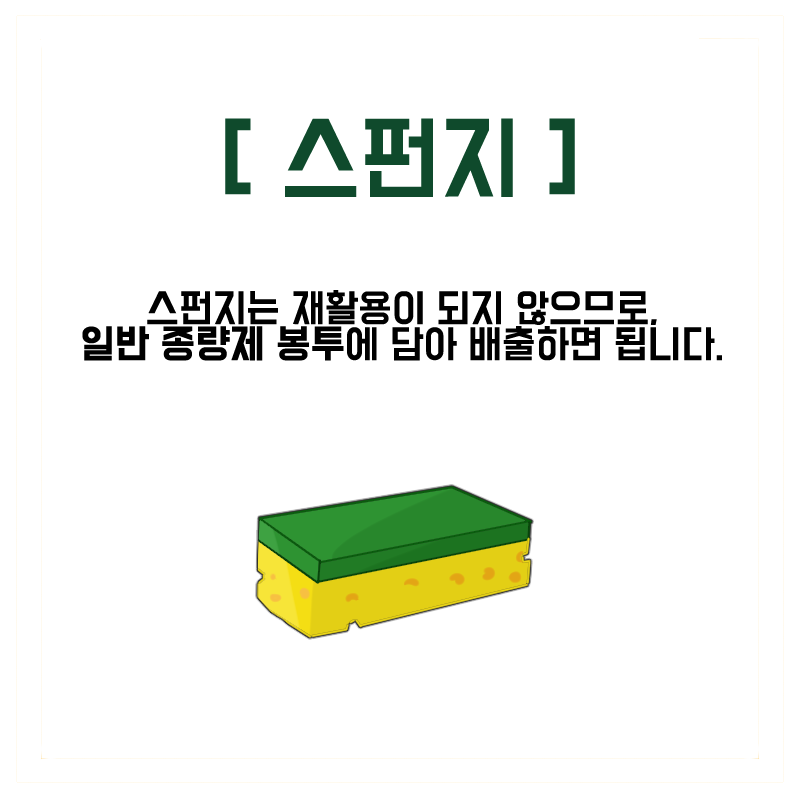 [ 스펀지 ]
스펀지는 재활용이 되지 않으므로,
일반 종량제 봉투에 담아 배출하면 됩니다.